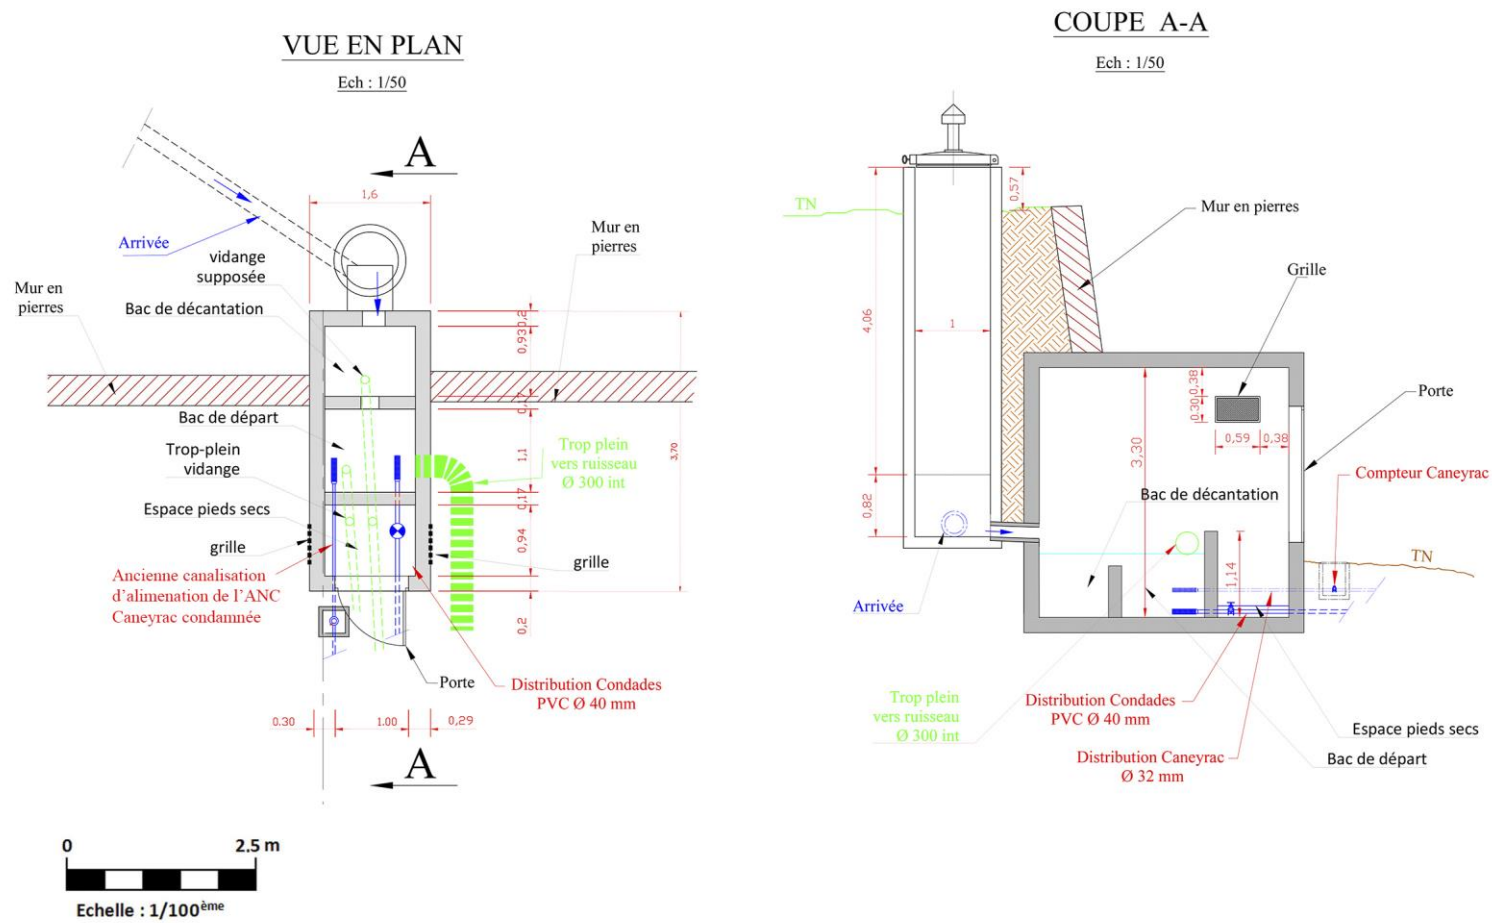 VUE EN PLAN
Ech : 1/50
A
1,6
Arrivée
vidange
supposée
Bac de décantation
Mur en
pierres
Mur en
pierres
0,2
0,93
0,17
3,70
Bac de départ
Trop-plein
vidange
1,1
Trop plein
vers ruisseau
Ø 300 int
0,17
Espace pieds secs
0,94
grille
grille
Ancienne canalisation
d'alimenation de l'ANC
Caneyrac condamnée
0,2
Porte
Distribution Condades
PVC Ø 40 mm
0.30
1.00
0,29
A
0
2.5 m
Echelle : 1/100ème
COUPE A-A
Ech : 1/50
TN
0,57
Mur en pierres
4,06
1
Grille
0,38
0.30
0,59
0,38
Porte
3,30
Compteur Caneyrac
Bac de décantation
0,82
TN
1,14
Arrivée
Trop plein
vers ruisseau
Ø 300 int
Distribution Condades
PVC Ø 40 mm
Espace pieds secs
Distribution Caneyrac
Ø 32 mm
Bac de départ